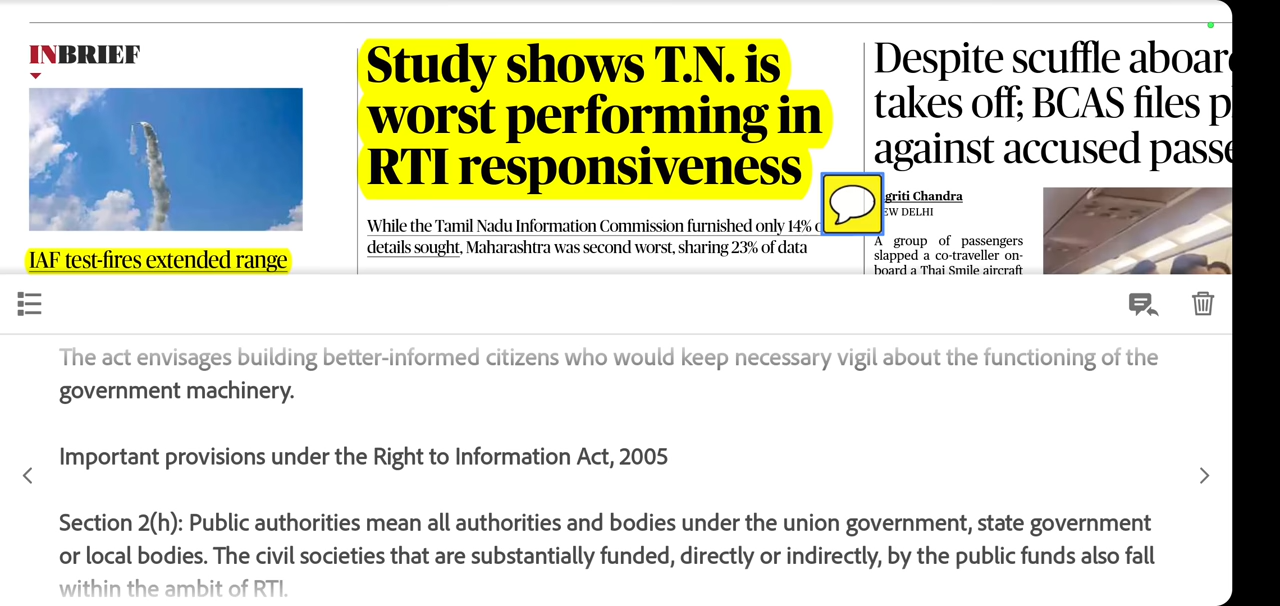 INBRIEF
IAF test-fires extended range
Study shows T.N. is
worst performing in
RTI responsiveness
While the Tamil Nadu Information Commission furnished only 14%
details sought, Maharashtra was second worst, sharing 23% of data
Despite scuffle
takes off; BCAS files
against accused
Chandra
NEW DELHI
A group of passengers
slapped a co-traveller on-
board a Thai Smile aircraft
The act envisages building better-informed citizens who would keep necessary vigil about the functioning of the
government machinery.
Important provisions under the Right to Information Act, 2005
Section 2(h): Public authorities mean all authorities and bodies under the union government, state government
or local bodies. The civil societies that are substantially funded, directly or indirectly, by the public funds also fall
within the ambit of RTI.